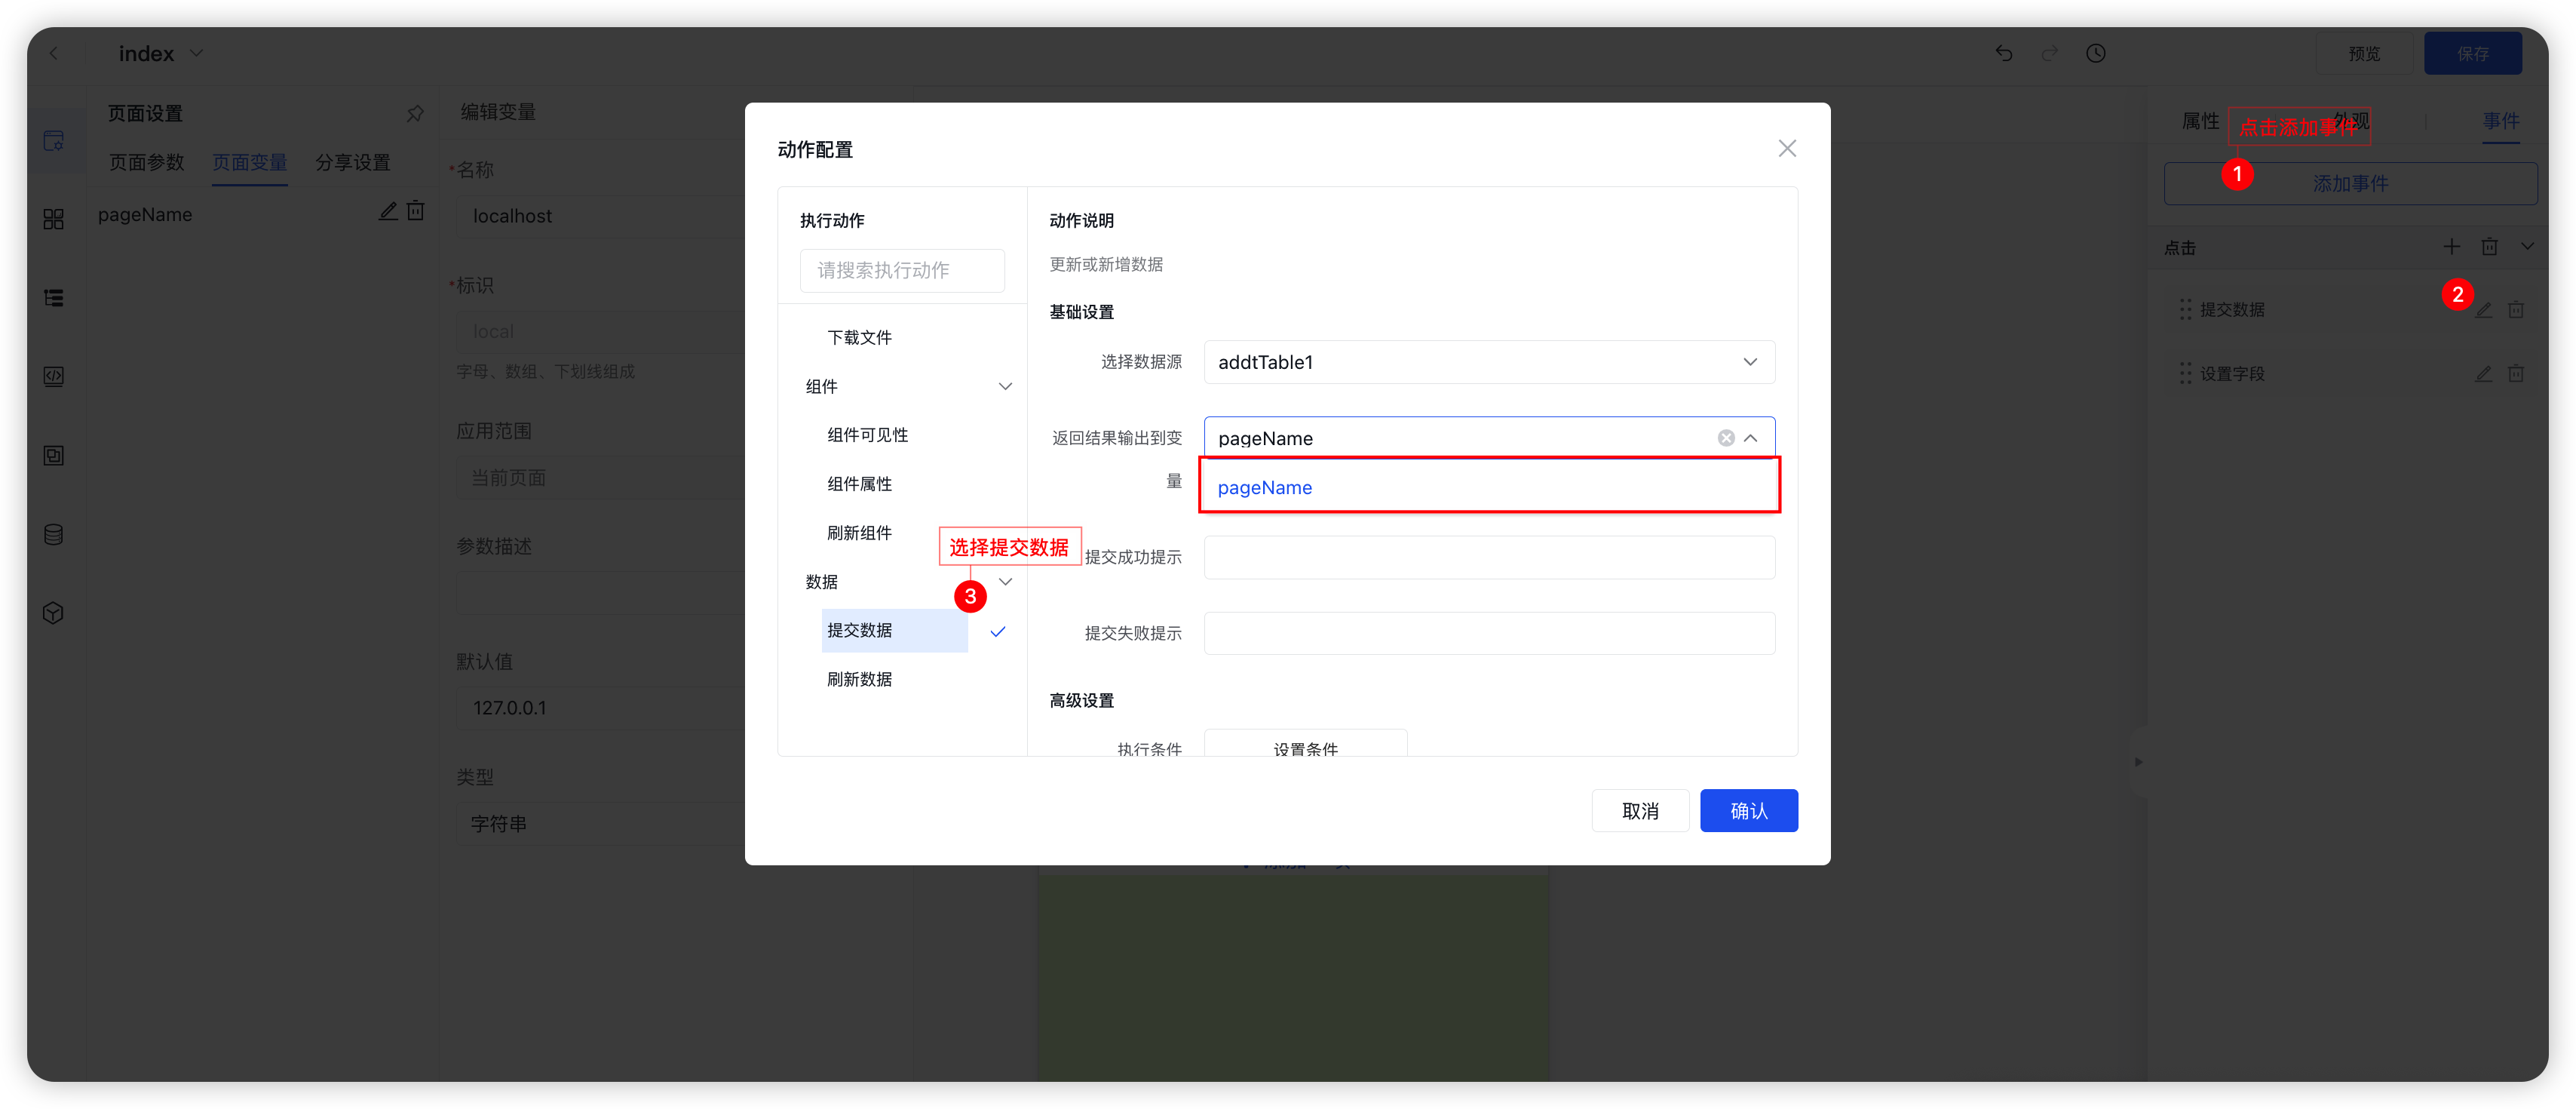 index
预览
保存
页面设置
页面参数
页面变量
分享设置
pageName
编辑变量
*名称
localhost
*标识
local
字母、数组、下划线组成
应用范围
当前页面
参数描述
默认值
127.0.0.1
类型
字符串
动作配置
执行动作
请搜索执行动作
下载文件
组件
组件可见性
组件属性
刷新组件
选择提交数据
数据
3
提交数据
刷新数据
动作说明
更新或新增数据
基础设置
选择数据源
addtTable1
返回结果输出到变
量
pageName
pageName
提交成功提示
提交失败提示
高级设置
执行条件
设置条件
取消
确认
属性
外观
事件
点击添加事件
1
添加事件
点击
2
提交数据
设置字段